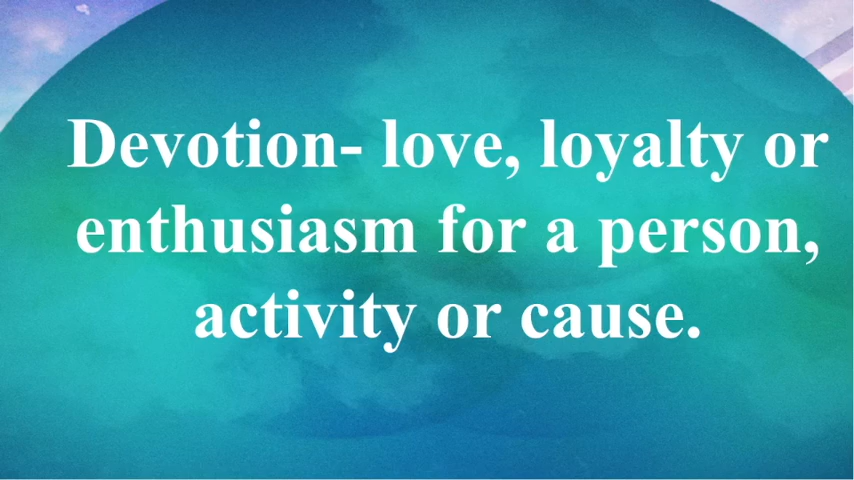 Devotion- love, loyalty or
enthusiasm for a person,
activity or cause.